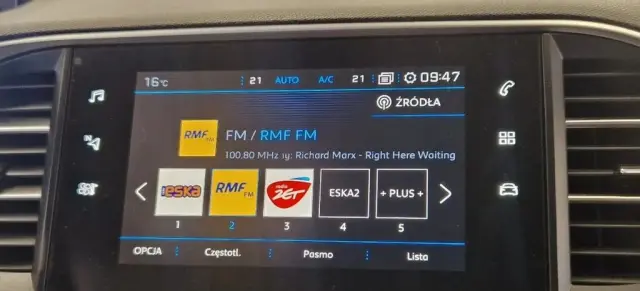 16°C 21 AUTO A/C 21 09:47
ŹRÓDŁA
RMF FM FM / RMF FM
100.80 MHz ıy: Richard Marx - Right Here Waiting
eska RMF FM radio ZET ESKA2 + PLUS +
1 2 3 4 5
OPCJA Częstotl. Pasmo Lista